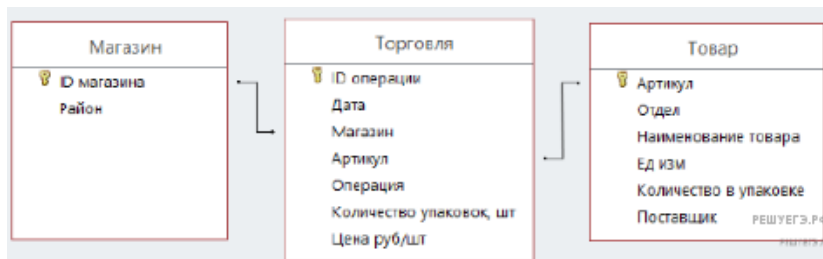 Магазин
ID магазина
Район
Торговля
ID операции
Дата
Магазин
Артикул
Операция
Количество упаковок, шт
Цена руб/шт
Товар
Артикул
Отдел
Наименование товара
Ед изм
Количество в упаковке
Поставщик
РЕШУЕГЭ.РФ